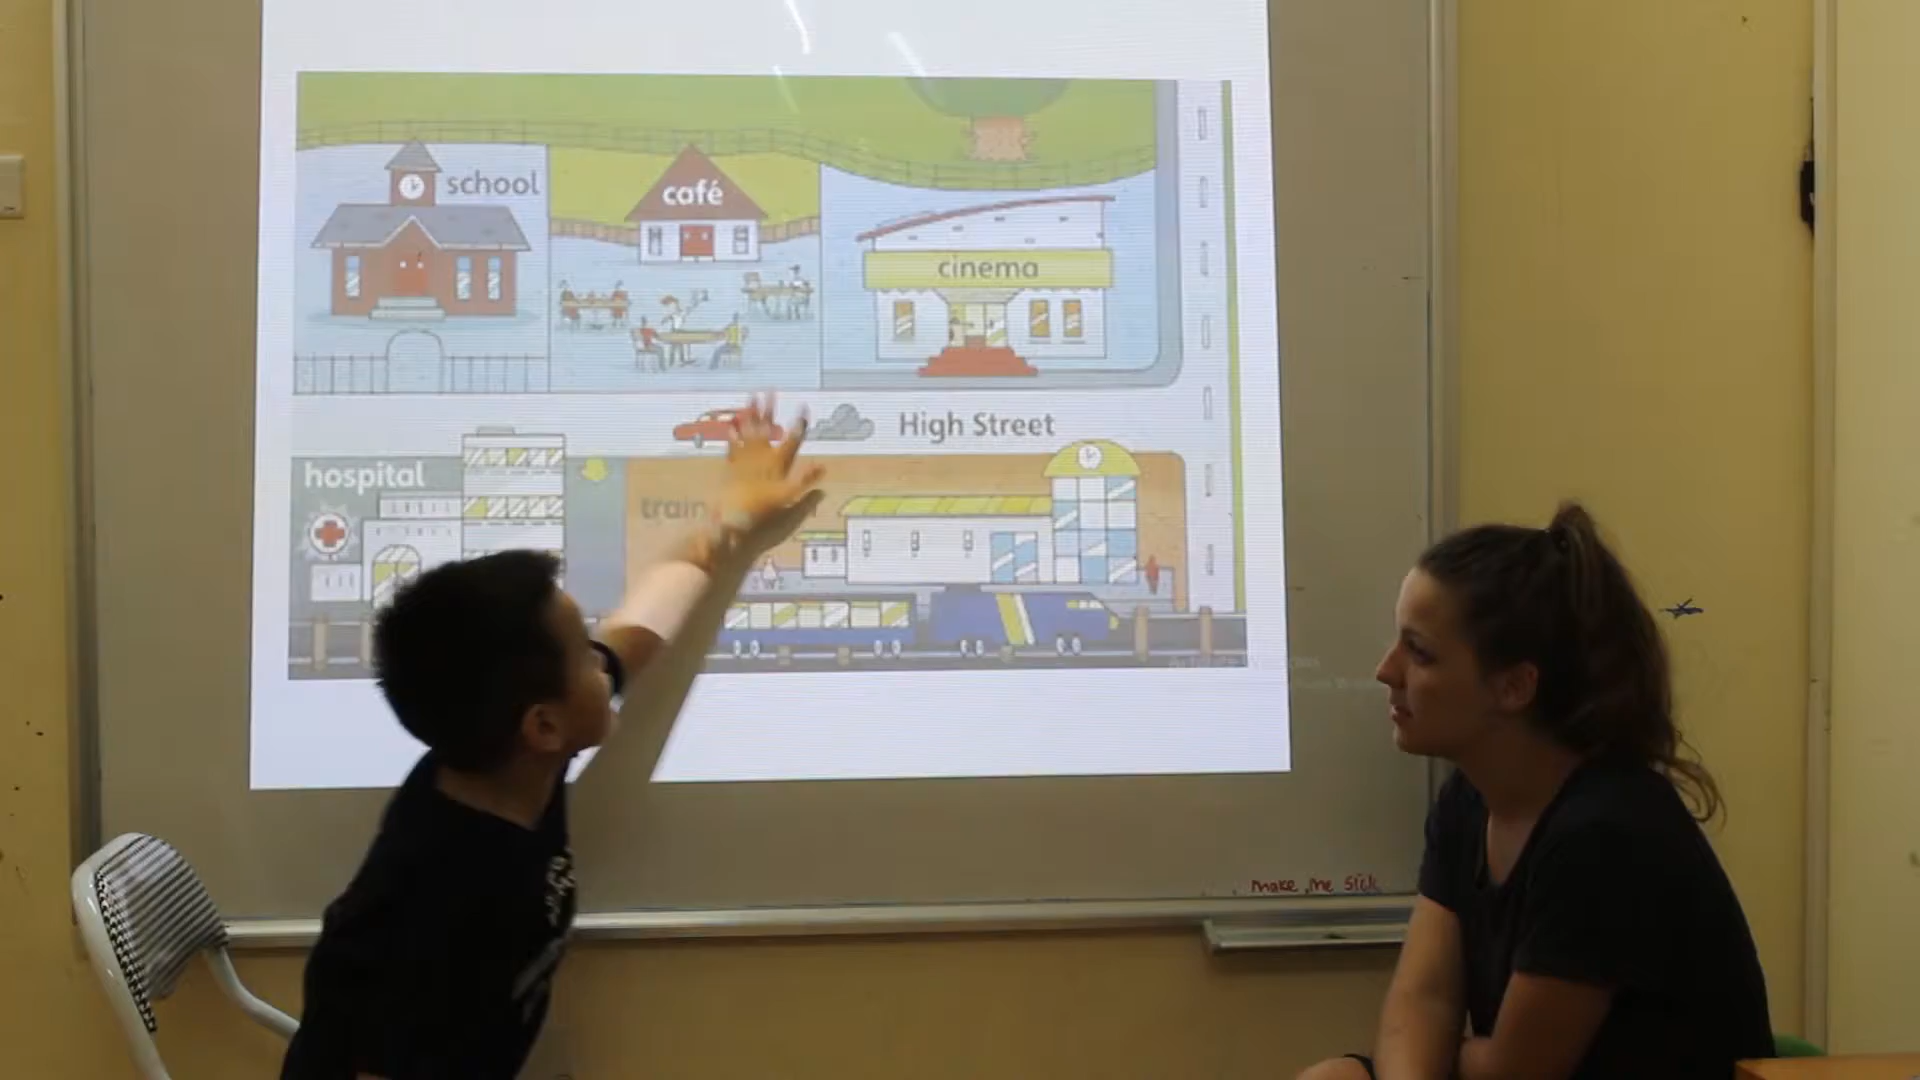 school
café
cinema
High Street
hospital
train
make me sick